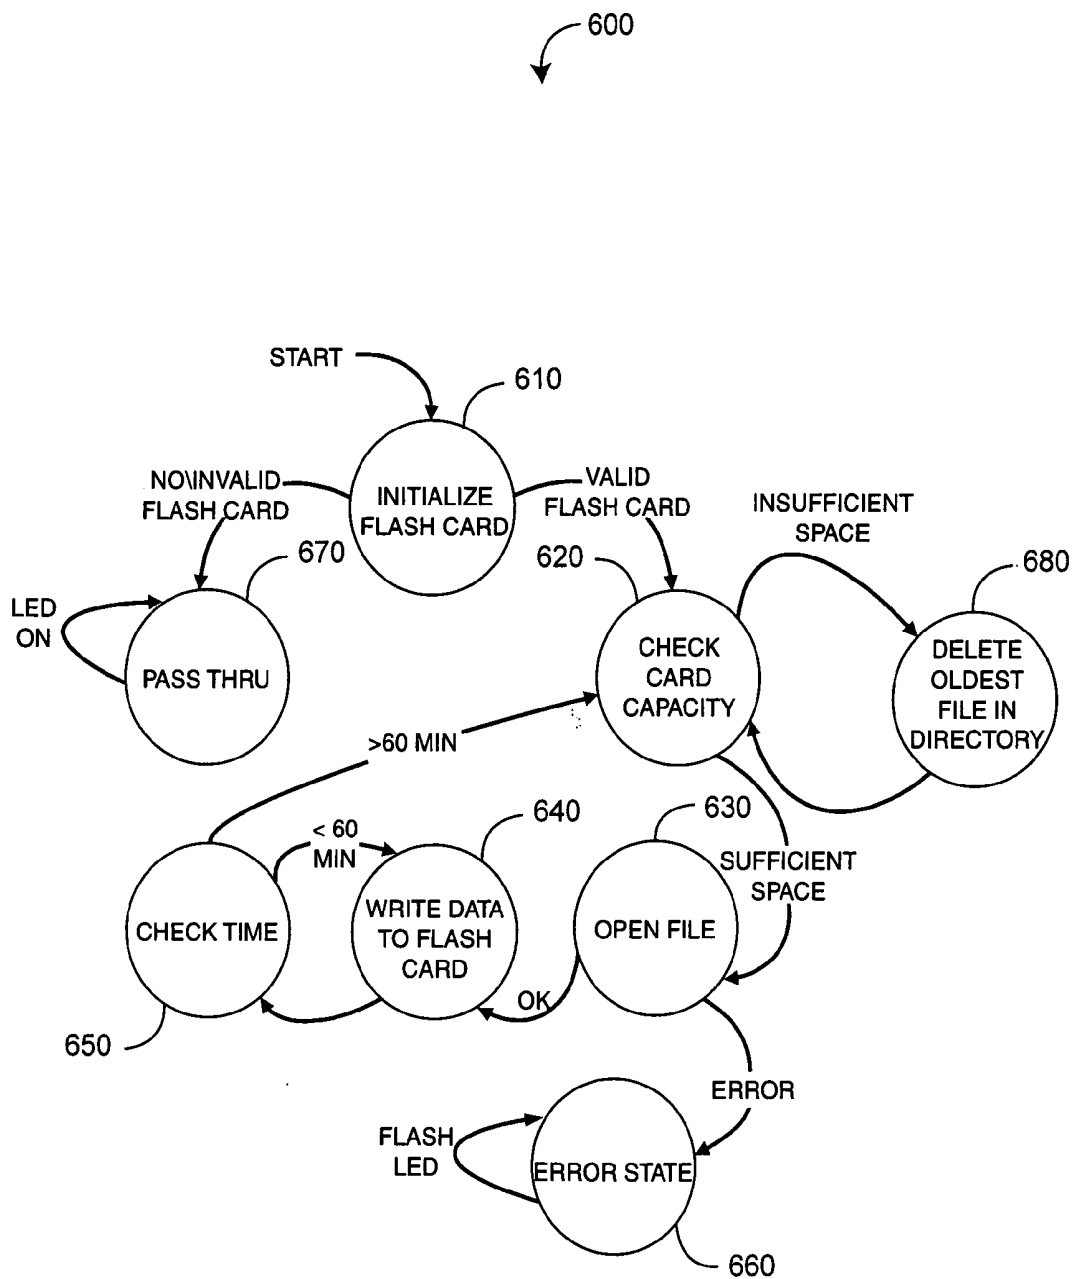 600
START
610
NO\INVALID
FLASH CARD
INITIALIZE
FLASH CARD
VALID
FLASH CARD
INSUFFICIENT
SPACE
670
620
680
LED
ON
PASS THRU
CHECK
CARD
CAPACITY
DELETE
OLDEST
FILE IN
DIRECTORY
>60 MIN
< 60
MIN
640
630
SUFFICIENT
SPACE
CHECK TIME
WRITE DATA
TO FLASH
CARD
OPEN FILE
OK
650
ERROR
FLASH
LED
ERROR STATE
660